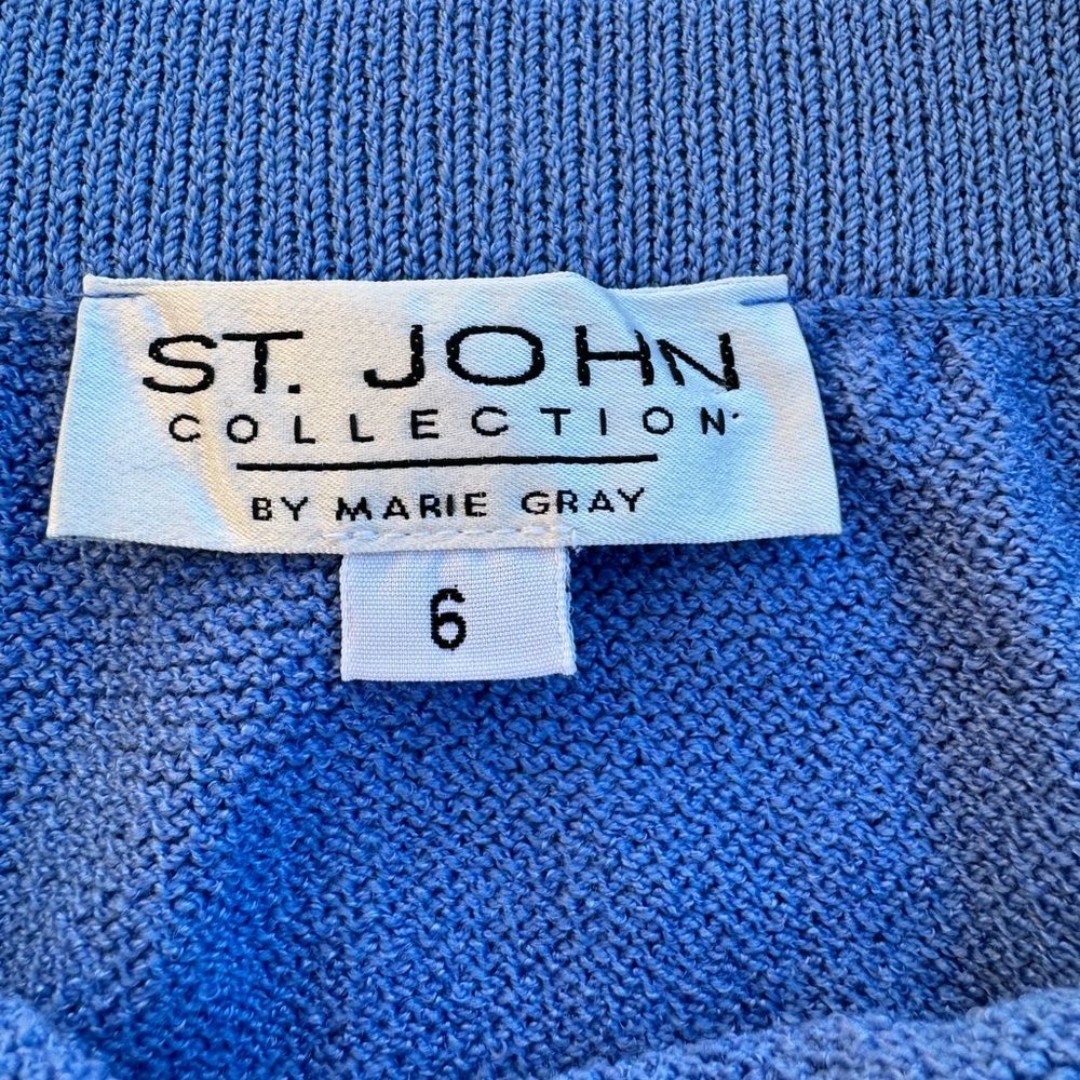 ST. JOHN
COLLECTION
BY MARIE GRAY
6